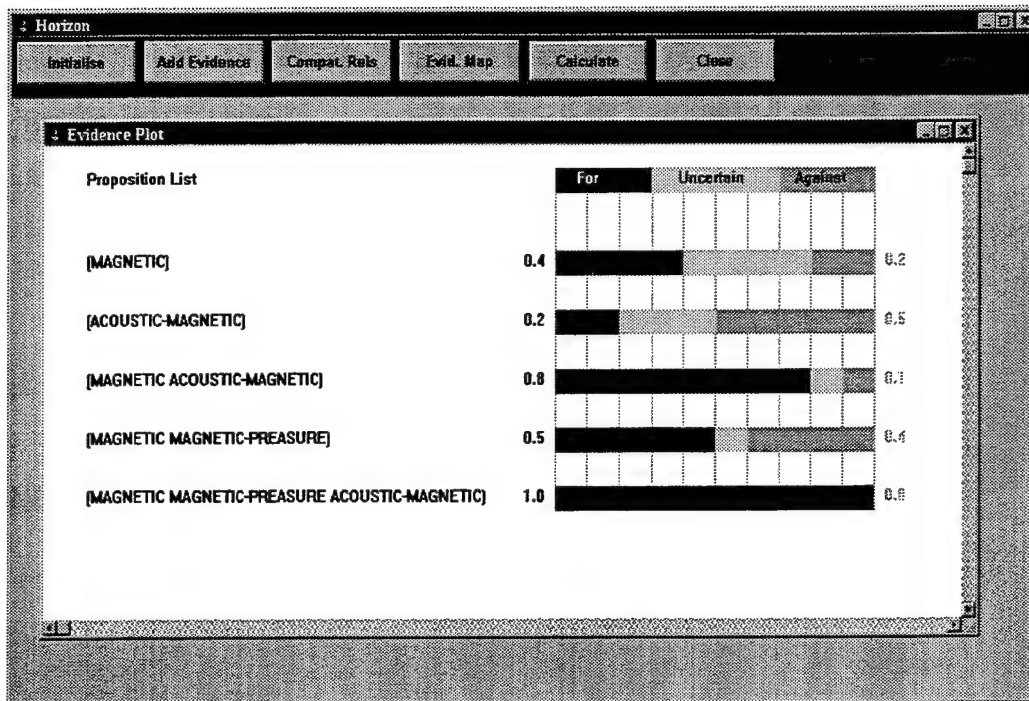 Horizon
Initialise Add Evidence Compat. Rels Evid. Map Calculate Close
Evidence Plot
Proposition List For Uncertain Against
[MAGNETIC] 0.4 0.2
[ACOUSTIC-MAGNETIC] 0.2 0.5
[MAGNETIC ACOUSTIC-MAGNETIC] 0.8 0.1
[MAGNETIC MAGNETIC-PREASURE] 0.5 0.4
[MAGNETIC MAGNETIC-PREASURE ACOUSTIC-MAGNETIC] 1.0 0.0